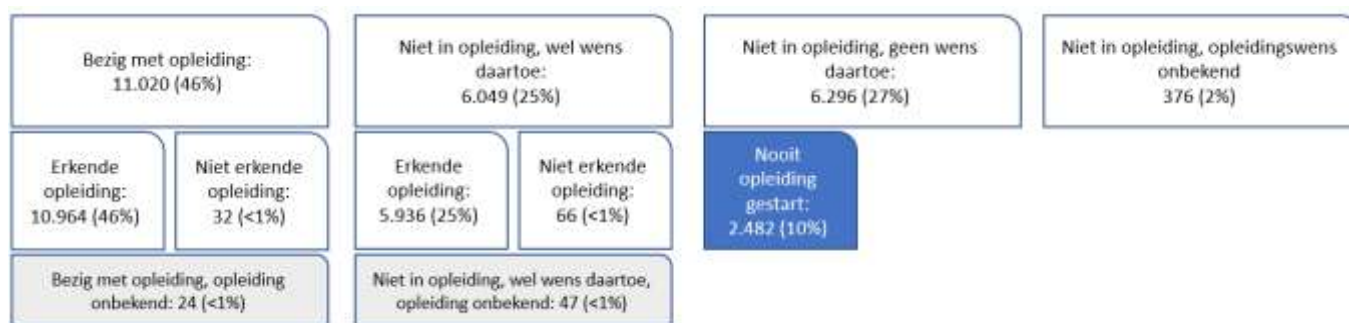 Bezig met opleiding:
11.020 (46%)
Niet in opleiding, wel wens
daartoe:
6.049 (25%)
Niet in opleiding, geen wens
daartoe:
6.296 (27%)
Niet in opleiding, opleidingswens
onbekend
376 (2%)
Erkende
opleiding:
10.964 (46%)
Niet erkende
opleiding:
32 (<1%)
Erkende
opleiding:
5.936 (25%)
Niet erkende
opleiding:
66 (<1%)
Nooit
opleiding
gestart:
2.482 (10%)
Bezig met opleiding, opleiding
onbekend: 24 (<1%)
Niet in opleiding, wel wens daartoe,
opleiding onbekend: 47 (<1%)